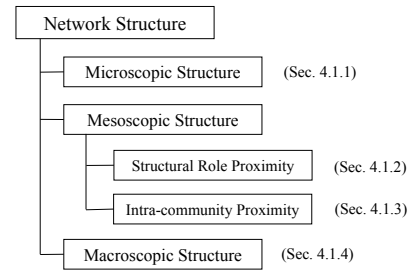 Network Structure
Microscopic Structure (Sec. 4.1.1)
Mesoscopic Structure
Structural Role Proximity (Sec. 4.1.2)
Intra-community Proximity (Sec. 4.1.3)
Macroscopic Structure (Sec. 4.1.4)